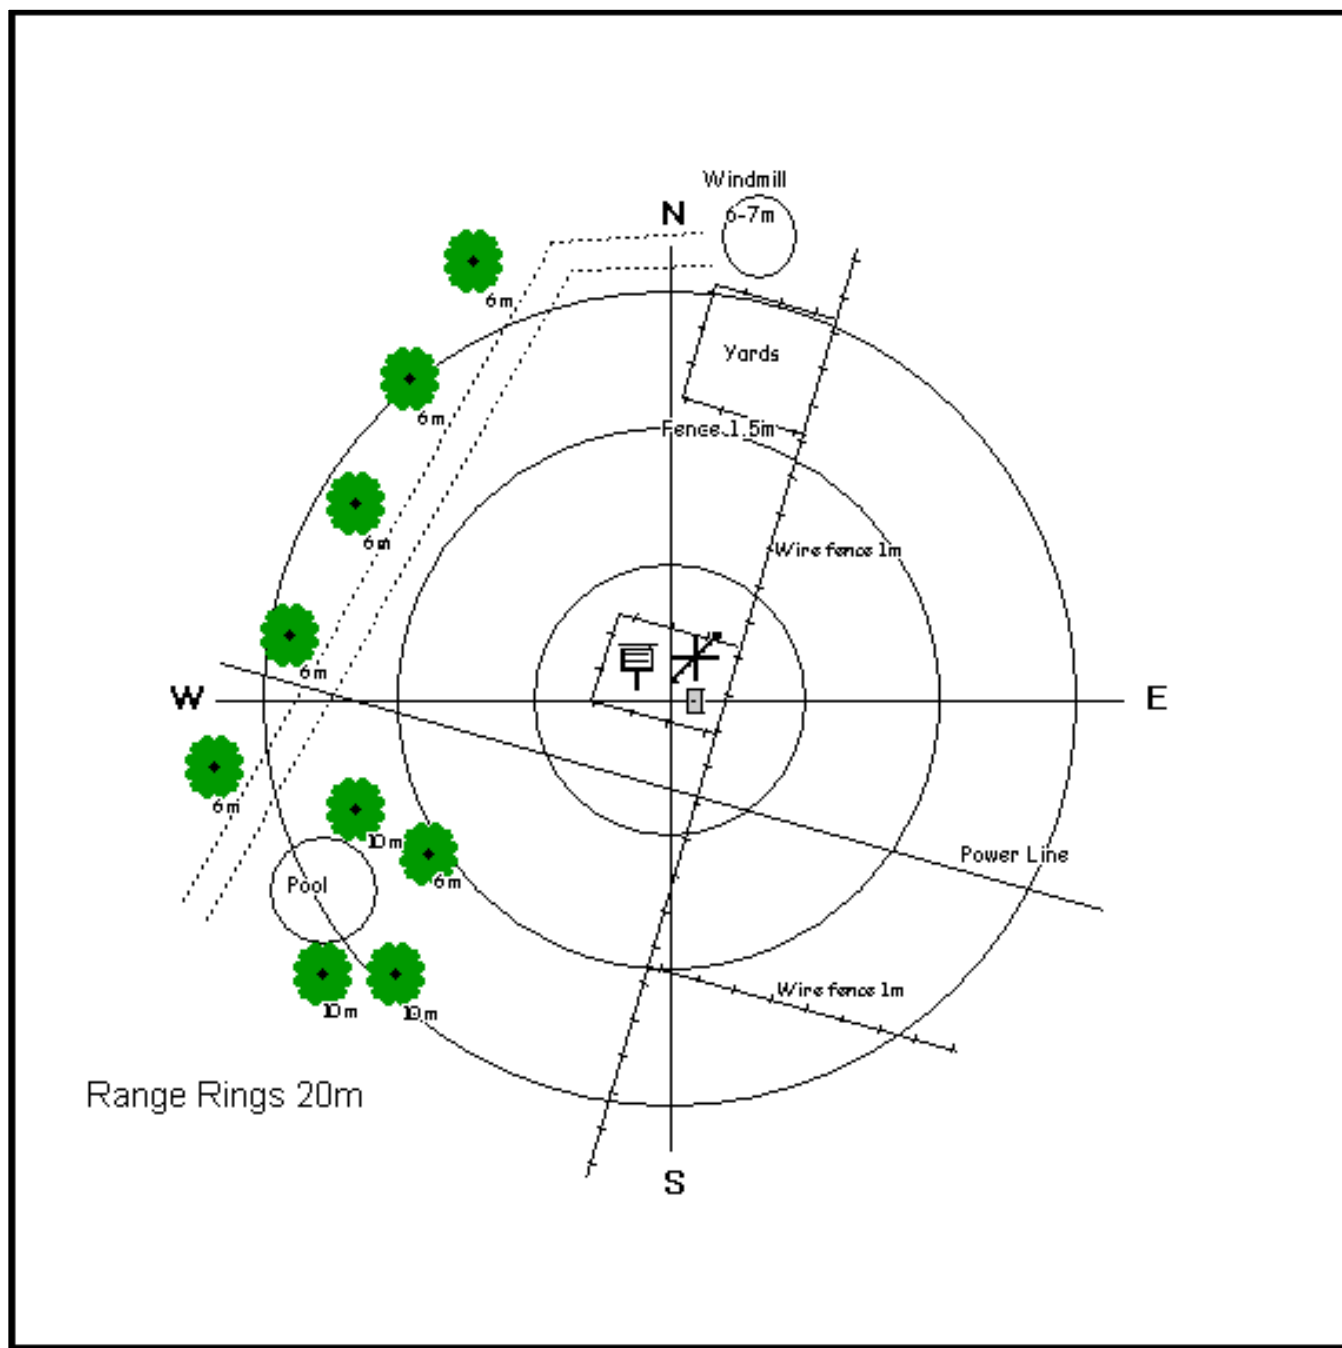 Windmill
6-7m
N
6m
Yards
6m
Fence 1.5m
6m
Wire fence 1m
6m
W
E
6m
10m
Power Line
6m
Pool
Wire fence 1m
10m
10m
Range Rings 20m
S